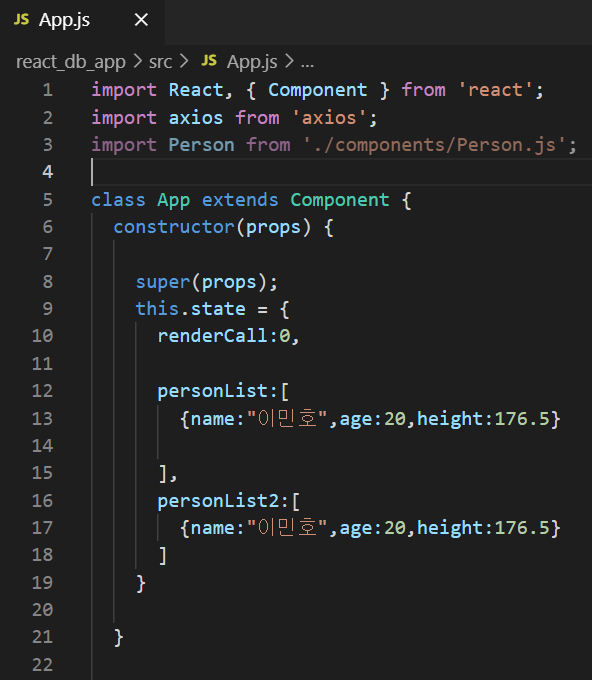 JS App.js ×
react_db_app > src > JS App.js > ...
1 import React, { Component } from 'react';
2 import axios from 'axios';
3 import Person from './components/Person.js';
4
5 class App extends Component {
6 constructor(props) {
7
8 super(props);
9 this.state = {
10 renderCall:0,
11
12 personList:[
13 {name:"이민호",age:20,height:176.5}
14
15 ],
16 personList2:[
17 {name:"이민호",age:20,height:176.5}
18 ]
19 }
20
21 }
22